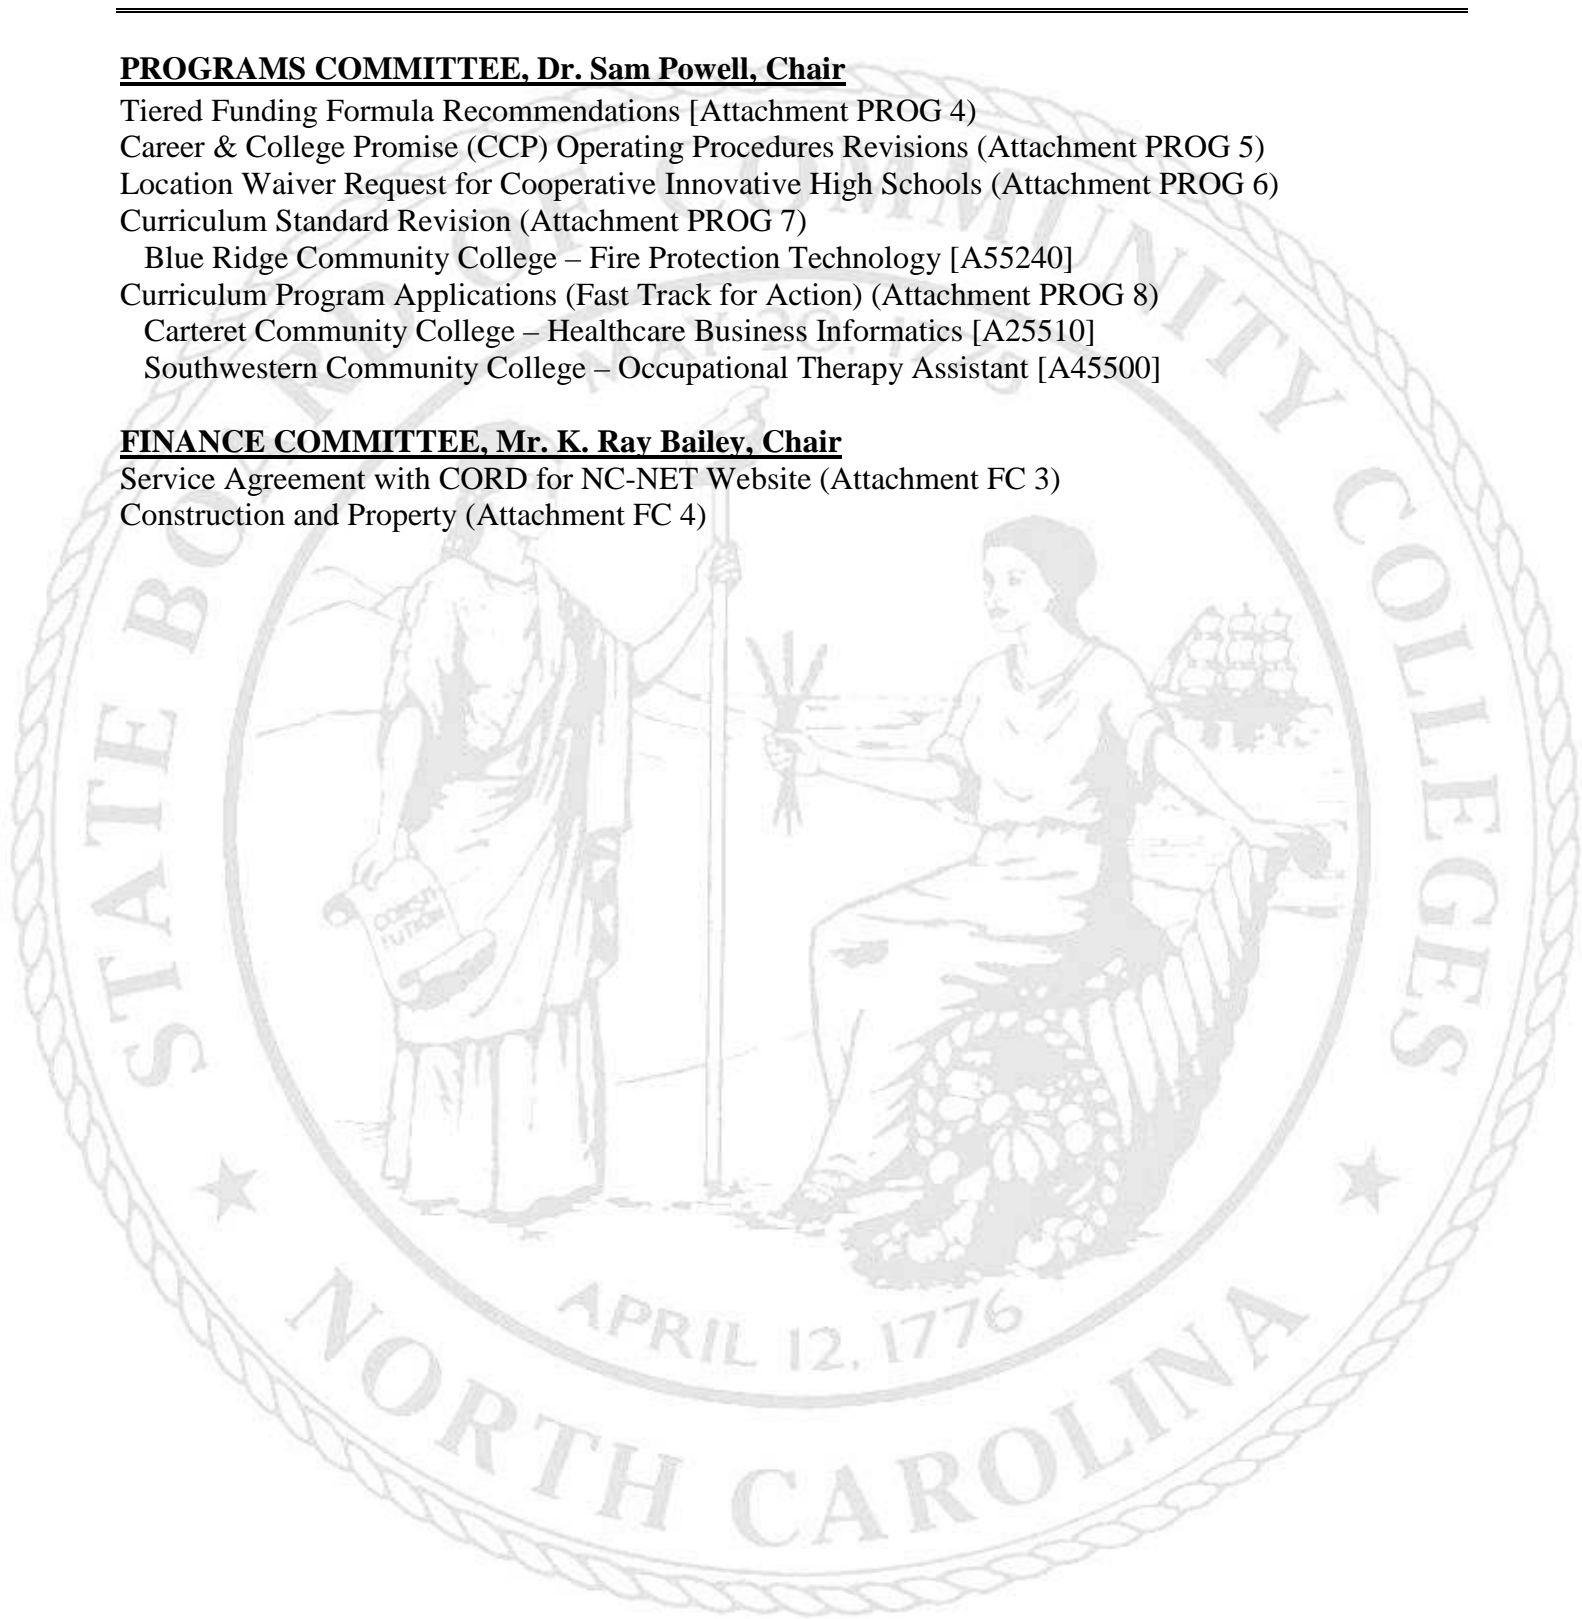 PROGRAMS COMMITTEE, Dr. Sam Powell, Chair
Tiered Funding Formula Recommendations [Attachment PROG 4)
Career & College Promise (CCP) Operating Procedures Revisions (Attachment PROG 5)
Location Waiver Request for Cooperative Innovative High Schools (Attachment PROG 6)
Curriculum Standard Revision (Attachment PROG 7)
Blue Ridge Community College – Fire Protection Technology [A55240]
Curriculum Program Applications (Fast Track for Action) (Attachment PROG 8)
Carteret Community College – Healthcare Business Informatics [A25510]
Southwestern Community College – Occupational Therapy Assistant [A45500]
FINANCE COMMITTEE, Mr. K. Ray Bailey, Chair
Service Agreement with CORD for NC-NET Website (Attachment FC 3)
Construction and Property (Attachment FC 4)
STATE BOARD OF COMMUNITY COLLEGES
MAY 20, 1775
CONSTI
TUTION
APRIL 12, 1776
NORTH CAROLINA